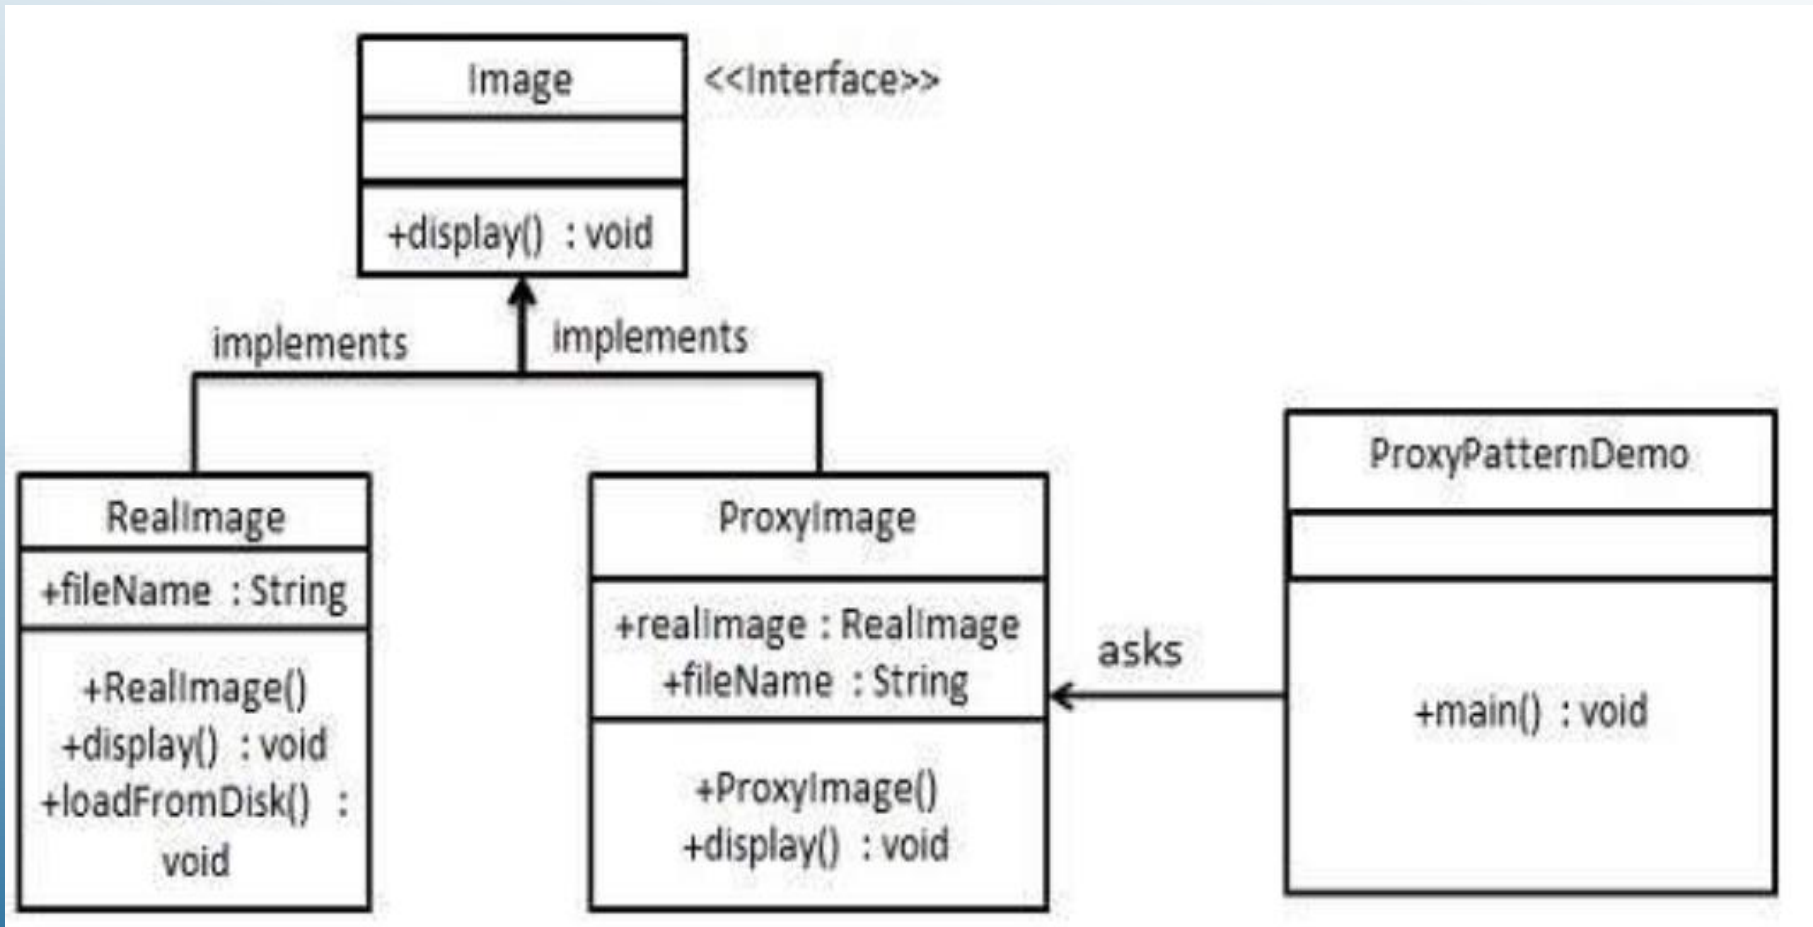 Image
<<Interface>>
+display() : void
implements
implements
RealImage
+fileName : String
+RealImage()
+display() : void
+loadFromDisk() :
void
ProxyImage
+realImage : RealImage
+fileName : String
+ProxyImage()
+display() : void
asks
ProxyPatternDemo
+main() : void